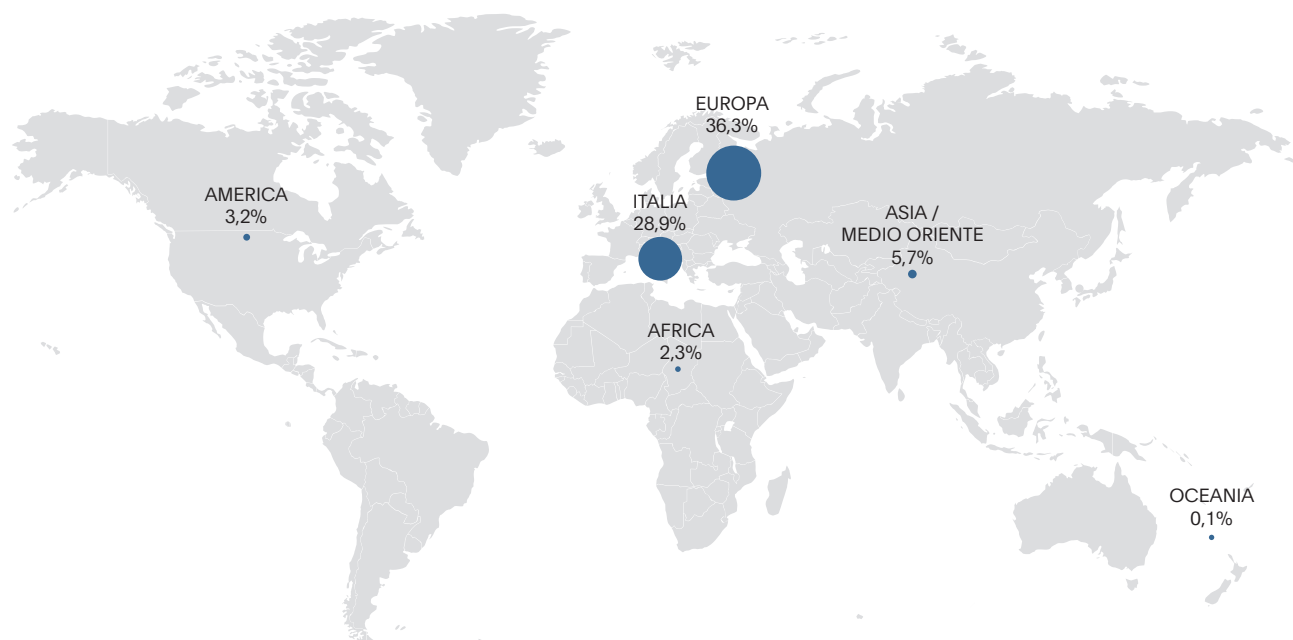 EUROPA
36,3%
AMERICA
3,2%
ITALIA
28,9%
ASIA /
MEDIO ORIENTE
5,7%
AFRICA
2,3%
OCEANIA
0,1%